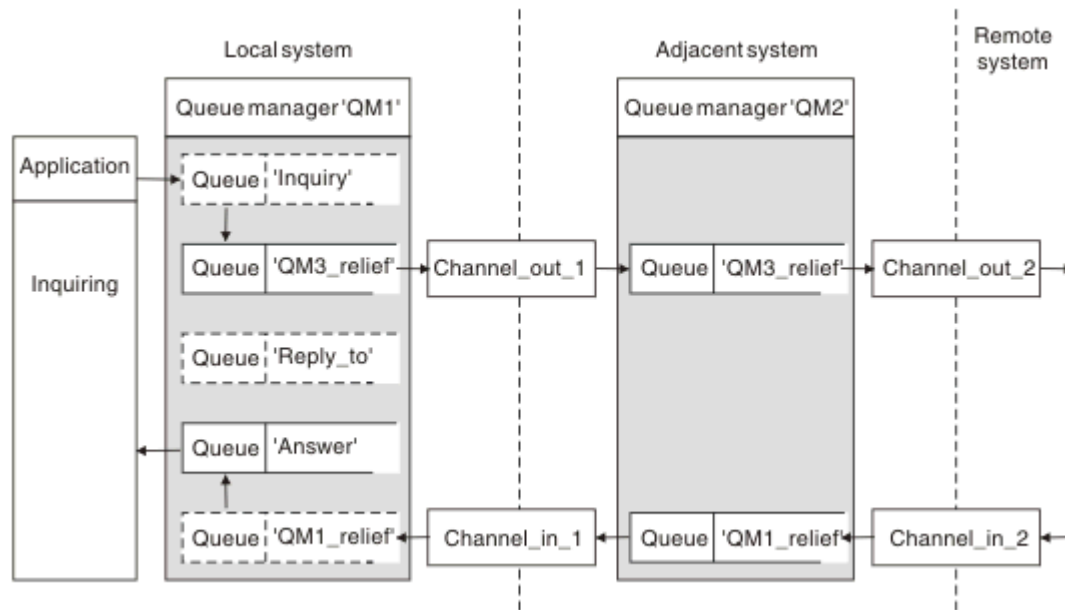 Local system
Adjacent system
Remote
system
Queue manager 'QM1'
Queue manager 'QM2'
Application
Queue 'Inquiry'
Inquiring
Queue 'QM3_relief'
Channel_out_1
Queue 'QM3_relief'
Channel_out_2
Queue 'Reply_to'
Queue 'Answer'
Queue 'QM1_relief'
Channel_in_1
Queue 'QM1_relief'
Channel_in_2